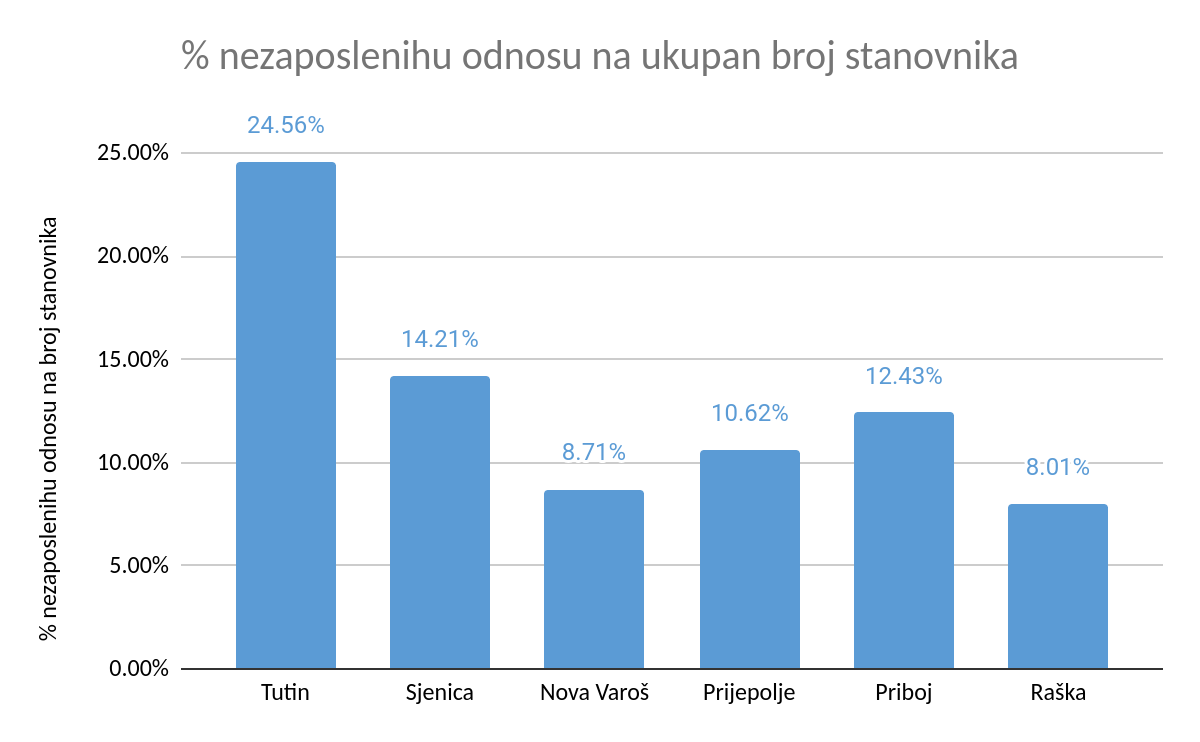 % nezaposlenihu odnosu na ukupan broj stanovnika
% nezaposlenihu odnosu na broj stanovnika
25.00%
20.00%
15.00%
10.00%
5.00%
0.00%
24.56%
14.21%
8.71%
10.62%
12.43%
8.01%
Tutin
Sjenica
Nova Varoš
Prijepolje
Priboj
Raška